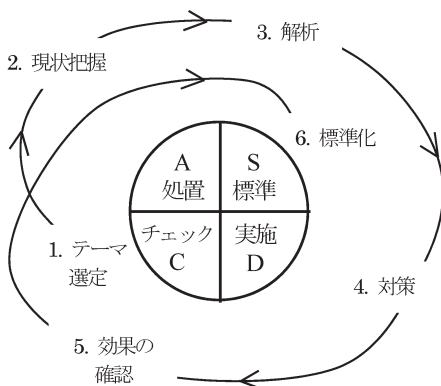 3. 解析
2. 現状把握
6. 標準化
A
処置
S
標準
チェック
C
実施
D
1. テーマ
選定
4. 対策
5. 効果の
確認